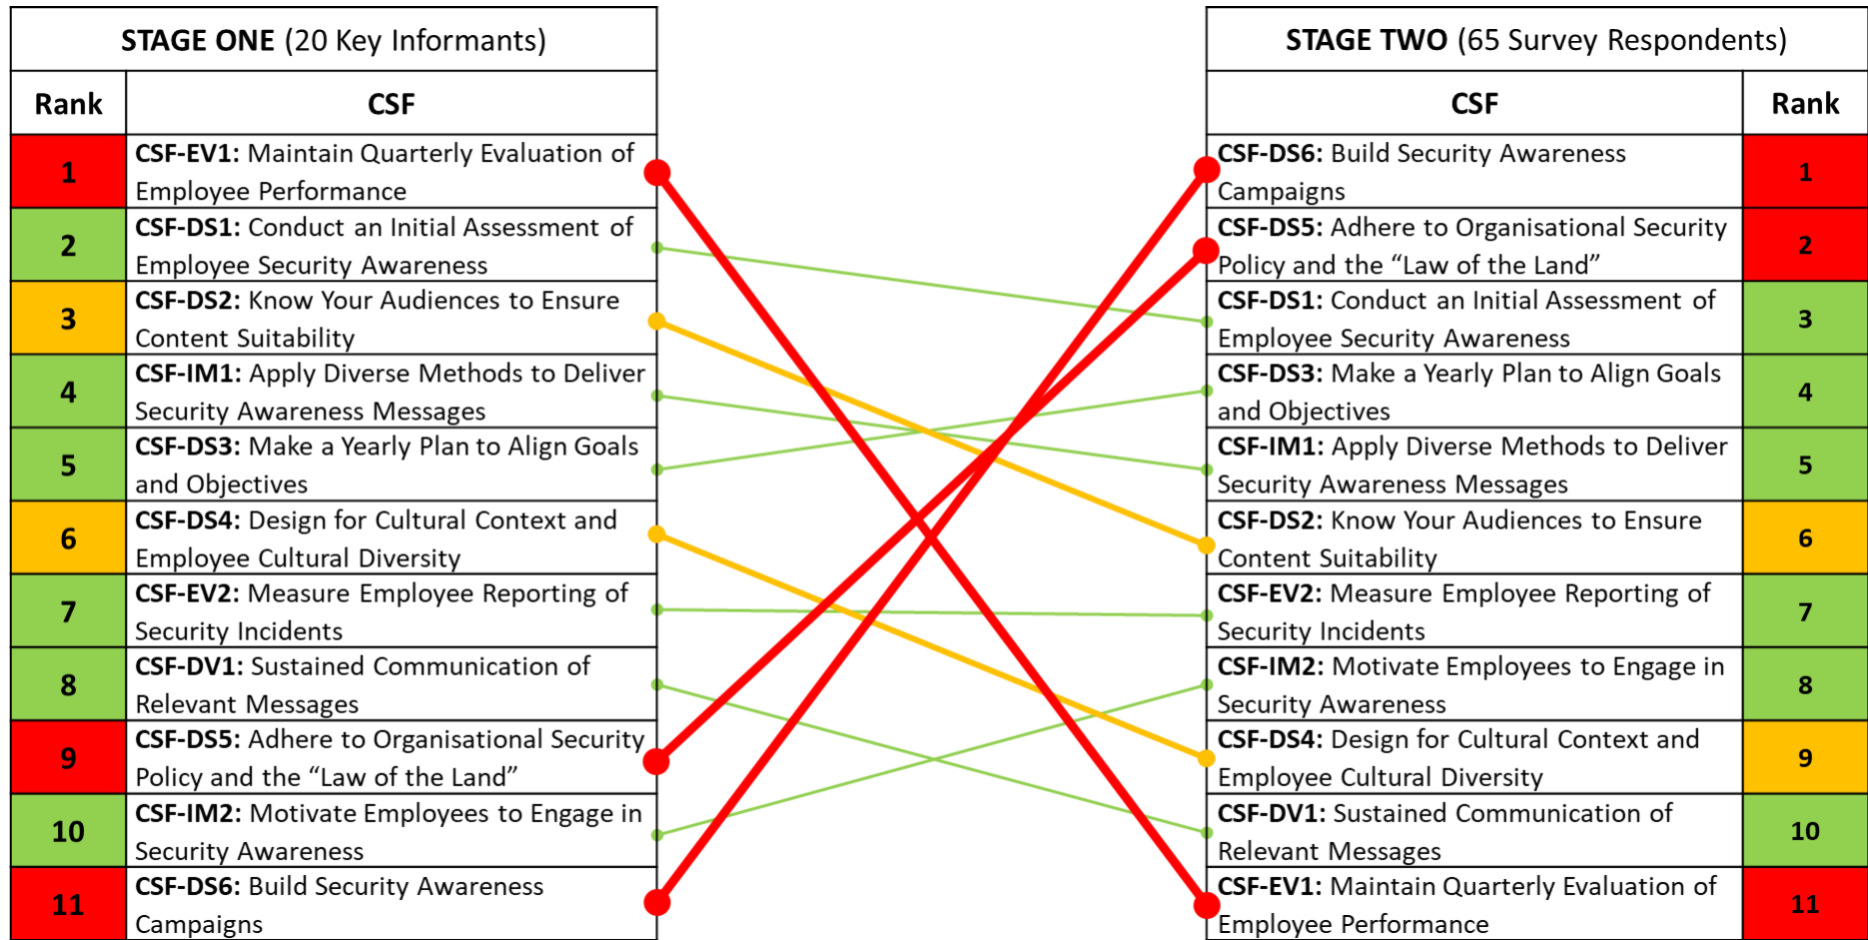 STAGE ONE (20 Key Informants)
Rank
CSF
1
CSF-EV1: Maintain Quarterly Evaluation of
Employee Performance
2
CSF-DS1: Conduct an Initial Assessment of
Employee Security Awareness
3
CSF-DS2: Know Your Audiences to Ensure
Content Suitability
4
CSF-IM1: Apply Diverse Methods to Deliver
Security Awareness Messages
5
CSF-DS3: Make a Yearly Plan to Align Goals
and Objectives
6
CSF-DS4: Design for Cultural Context and
Employee Cultural Diversity
7
CSF-EV2: Measure Employee Reporting of
Security Incidents
8
CSF-DV1: Sustained Communication of
Relevant Messages
9
CSF-DS5: Adhere to Organisational Security
Policy and the “Law of the Land”
10
CSF-IM2: Motivate Employees to Engage in
Security Awareness
11
CSF-DS6: Build Security Awareness
Campaigns
STAGE TWO (65 Survey Respondents)
CSF
Rank
CSF-DS6: Build Security Awareness
Campaigns
1
CSF-DS5: Adhere to Organisational Security
Policy and the “Law of the Land”
2
CSF-DS1: Conduct an Initial Assessment of
Employee Security Awareness
3
CSF-DS3: Make a Yearly Plan to Align Goals
and Objectives
4
CSF-IM1: Apply Diverse Methods to Deliver
Security Awareness Messages
5
CSF-DS2: Know Your Audiences to Ensure
Content Suitability
6
CSF-EV2: Measure Employee Reporting of
Security Incidents
7
CSF-IM2: Motivate Employees to Engage in
Security Awareness
8
CSF-DS4: Design for Cultural Context and
Employee Cultural Diversity
9
CSF-DV1: Sustained Communication of
Relevant Messages
10
CSF-EV1: Maintain Quarterly Evaluation of
Employee Performance
11